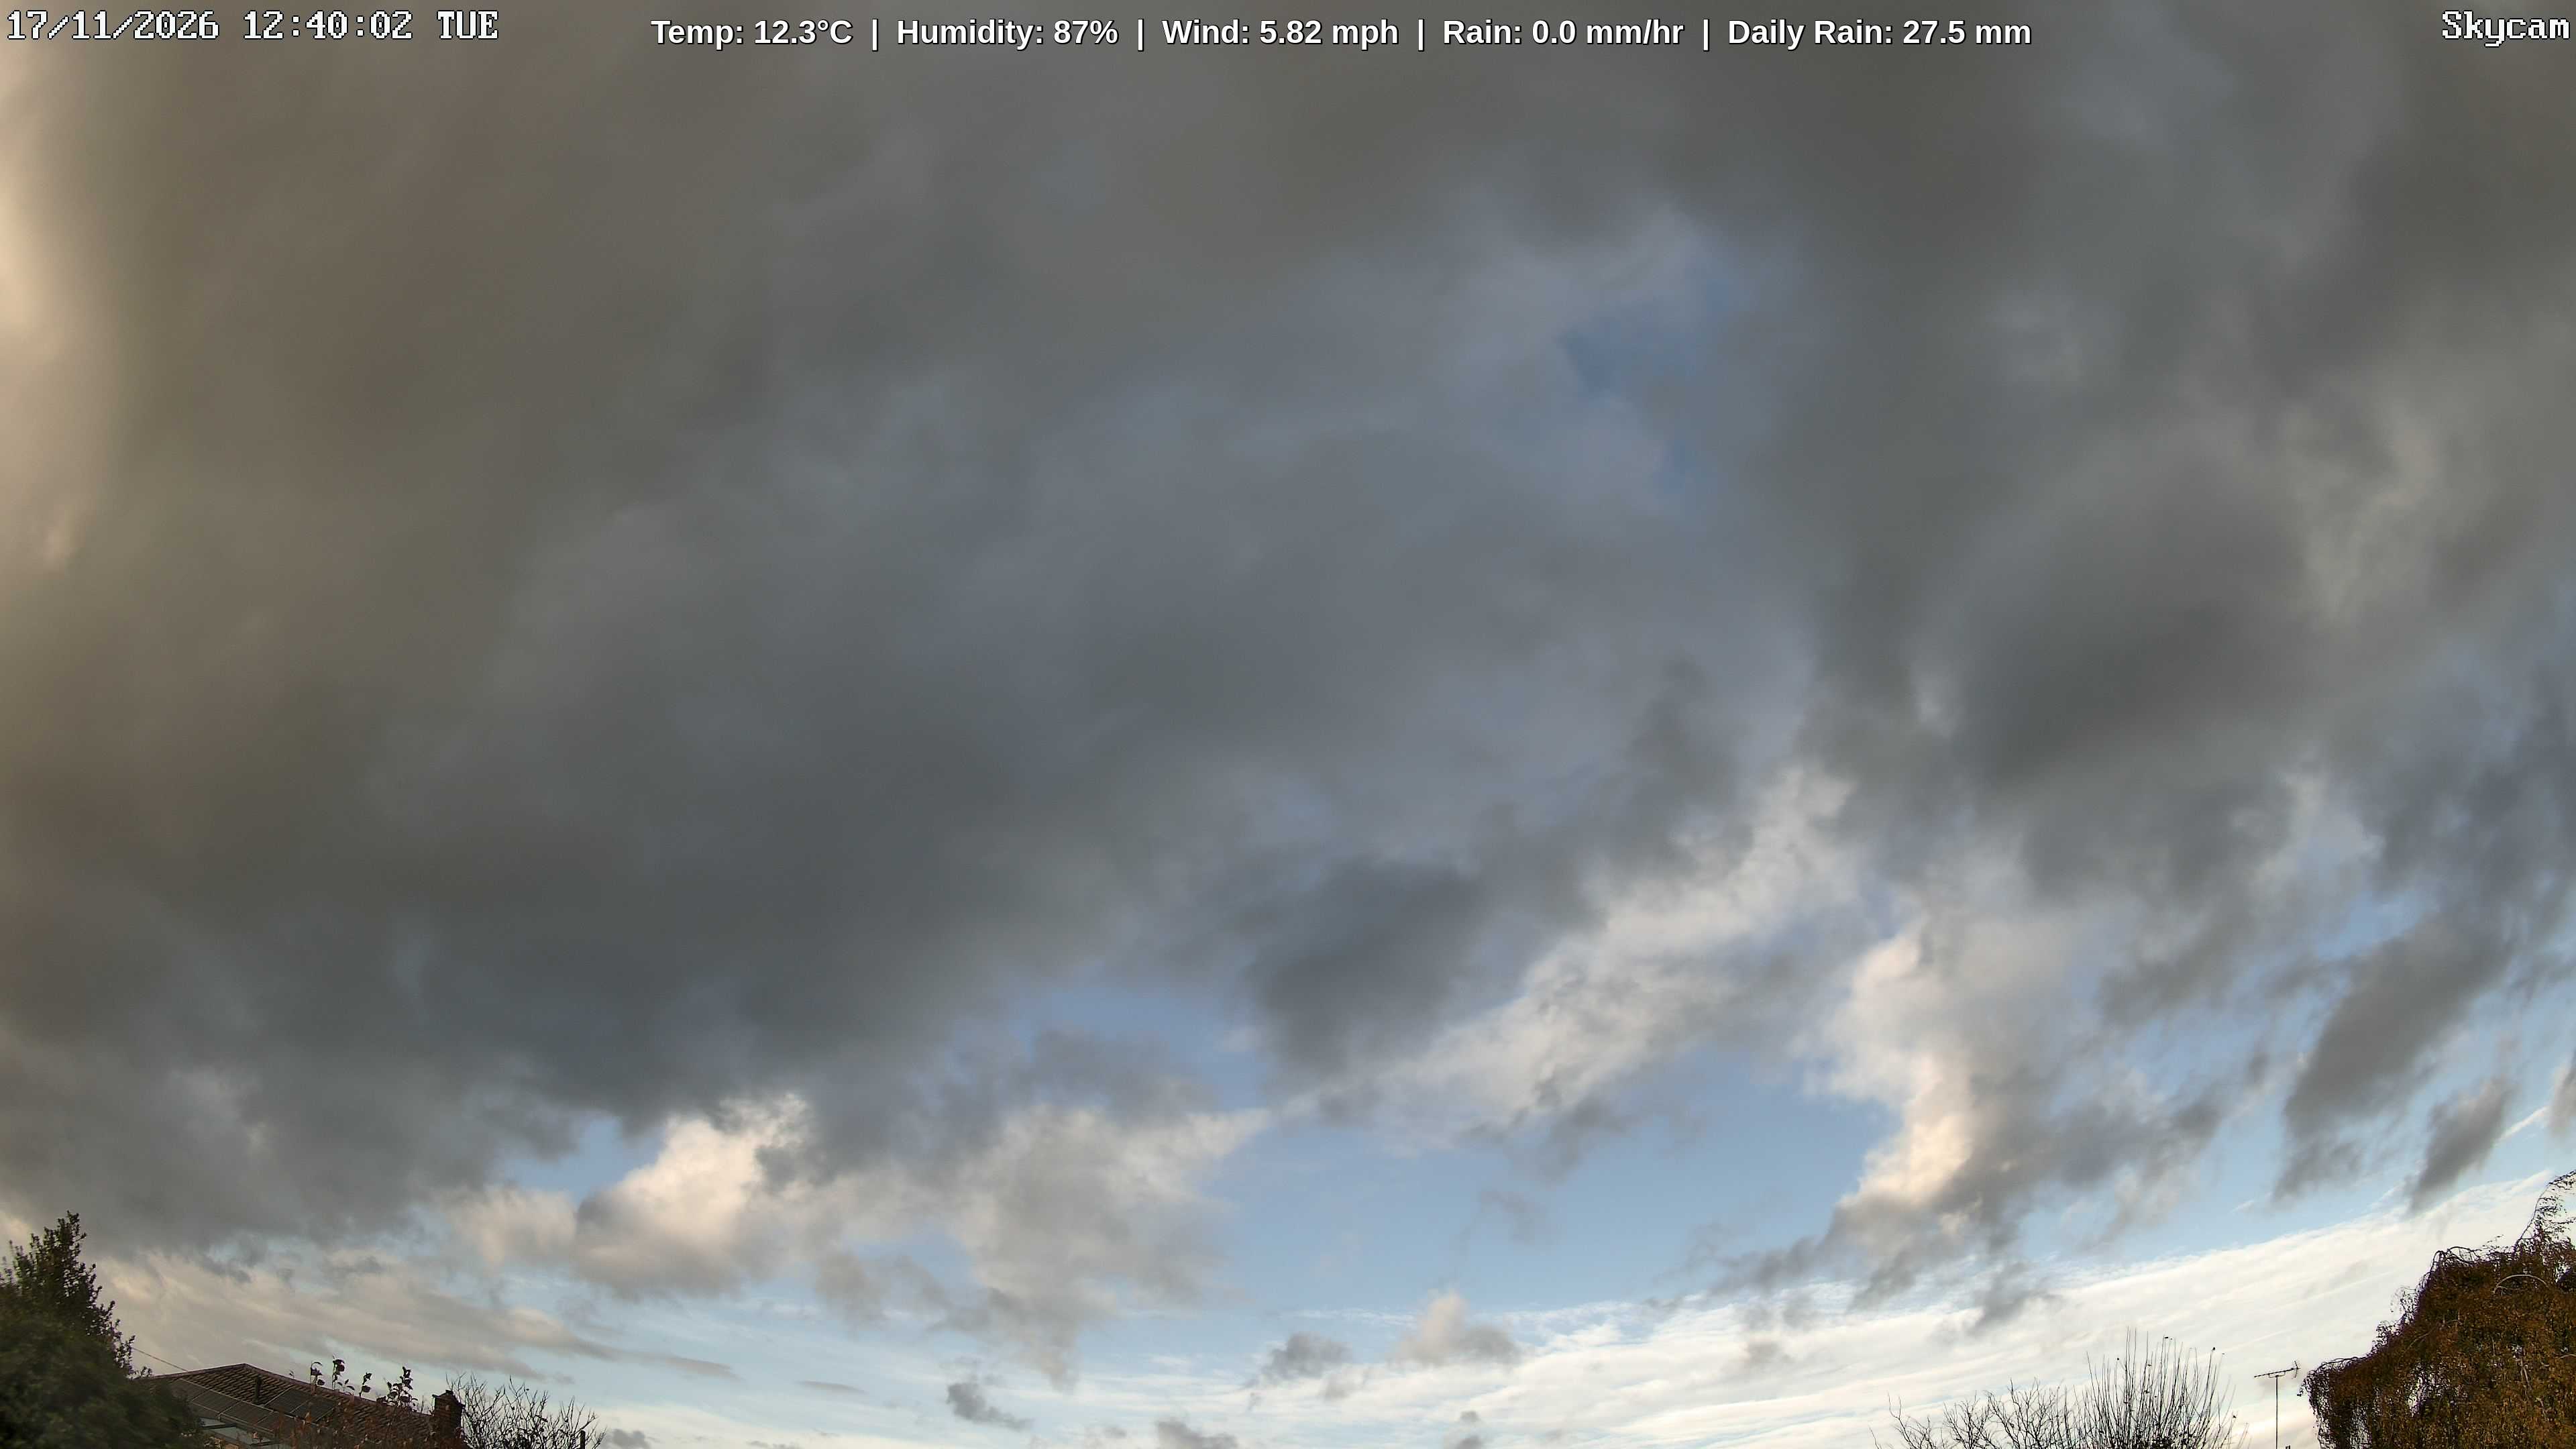 17/11/2026 12:40:02 TUE
Temp: 12.3°C | Humidity: 87% | Wind: 5.82 mph | Rain: 0.0 mm/hr | Daily Rain: 27.5 mm
Skycam